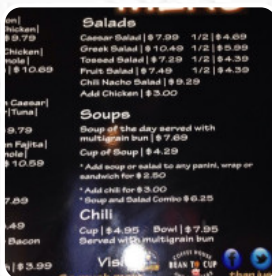 Salads
Caesar Salad | $7.99 1/2 | $4.69
Greek Salad | $10.49 1/2 | $5.99
Tossed Salad | $7.29 1/2 | $4.39
Fruit Salad | $7.49 1/2 | $4.39
Chili Nacho Salad | $9.29
Add Chicken | $3.00
Soups
Soup of the day served with
multigrain bun | $7.69
Cup of Soup | $4.29
* Add soup or salad to any panini, wrap or
sandwich for $2.50
* Add chili for $3.00
* Soup and Salad Combo $6.25
Chili
Cup | $4.95 Bowl | $7.95
Served with multigrain bun
$9.79
Chicken |
| $10.69
Caesar |
| Tuna |
9.79
Fajita |
$10.59
7.69
$3.99
Bacon
BEAN TO CUP